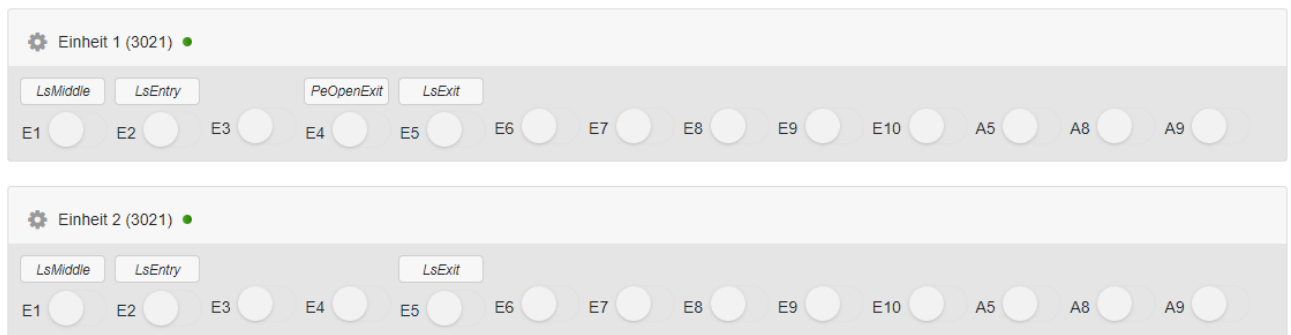 Einheit 1 (3021)
LsMiddle LsEntry PeOpenExit LsExit
E1 E2 E3 E4 E5 E6 E7 E8 E9 E10 A5 A8 A9
Einheit 2 (3021)
LsMiddle LsEntry LsExit
E1 E2 E3 E4 E5 E6 E7 E8 E9 E10 A5 A8 A9